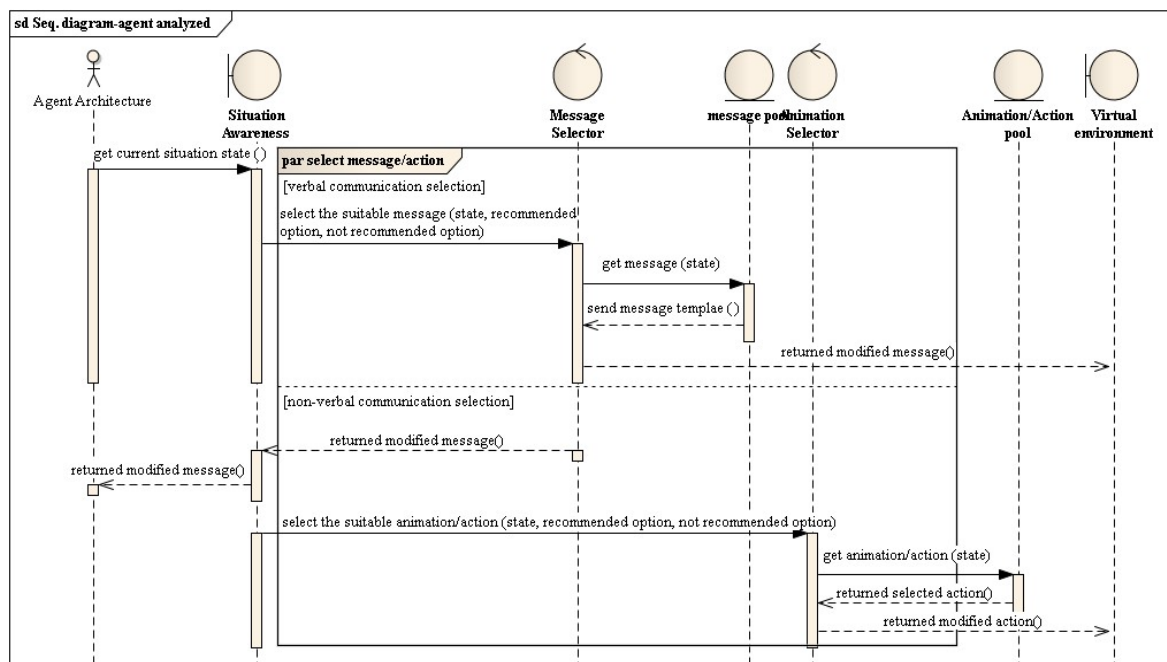 sd Seq. diagram-agent analyzed
Agent Architecture
Situation
Awareness
Message
Selector
message pool
Animation
Selector
Animation/Action
pool
Virtual
environment
get current situation state ()
par select message/action
[verbal communication selection]
select the suitable message (state, recommended
option, not recommended option)
get message (state)
send message templae ()
returned modified message()
[non-verbal communication selection]
returned modified message()
returned modified message()
select the suitable animation/action (state, recommended option, not recommended option)
get animation/action (state)
returned selected action()
returned modified action()